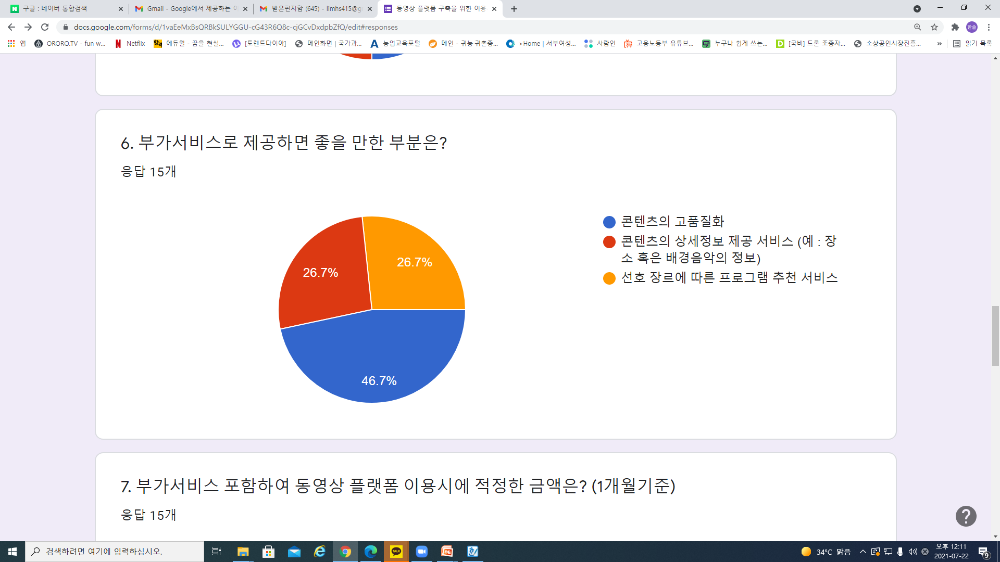 구글 : 네이버 통합검색
Gmail - Google에서 제공하는
받은편지함 (645) - limhs415@g
동영상 플랫폼 구축을 위한 이용
docs.google.com/forms/d/1vaEeMxBsQRBkSULYGGU-cG43R6Q8c-cjGCvDxdpbZfQ/edit#responses
한솔
앱
ORORO.TV - fun w...
Netflix
에듀윌 - 꿈을 현실...
[토렌트다이아]
메인화면 | 국가과...
농업교육포털
메인 - 귀농·귀촌종...
>Home | 서부여성...
사람인
고용노동부 유튜브...
누구나 쉽게 쓰는...
[국비] 드론 조종자...
소상공인시장진흥...
»
읽기 목록
6. 부가서비스로 제공하면 좋을 만한 부분은?
응답 15개
26.7%
26.7%
46.7%
콘텐츠의 고품질화
콘텐츠의 상세정보 제공 서비스 (예 : 장
소 혹은 배경음악의 정보)
선호 장르에 따른 프로그램 추천 서비스
7. 부가서비스 포함하여 동영상 플랫폼 이용시에 적정한 금액은? (1개월기준)
응답 15개
검색하려면 여기에 입력하십시오.
TALK
34°C 맑음
오후 12:11
2021-07-22
9